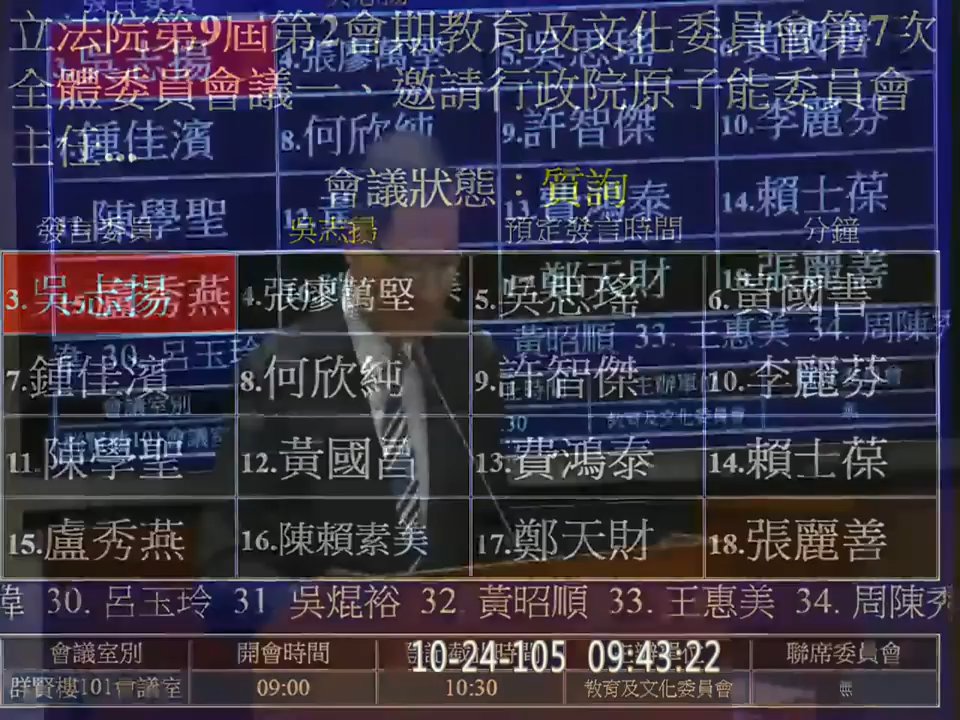 立法院第9屆第2會期教育及文化委員會第7次
全體委員會議一、邀請行政院原子能委員會
主任...
會議狀態：質詢
發言委員 吳志揚 預定發言時間 分鐘
3.吳志揚 4.張廖萬堅 5.吳思瑤 6.黃國書
7.鍾佳濱 8.何欣純 9.許智傑 10.李麗芬
11.陳學聖 12.黃國昌 13.費鴻泰 14.賴士葆
15.盧秀燕 16.陳賴素美 17.鄭天財 18.張麗善
30. 呂玉玲 31 吳焜裕 32 黃昭順 33. 王惠美 34. 周陳秀
會議室別 開會時間 聯席委員會
群賢樓101會議室 09:00 10:30 教育及文化委員會 無
10-24-105 09:43:22